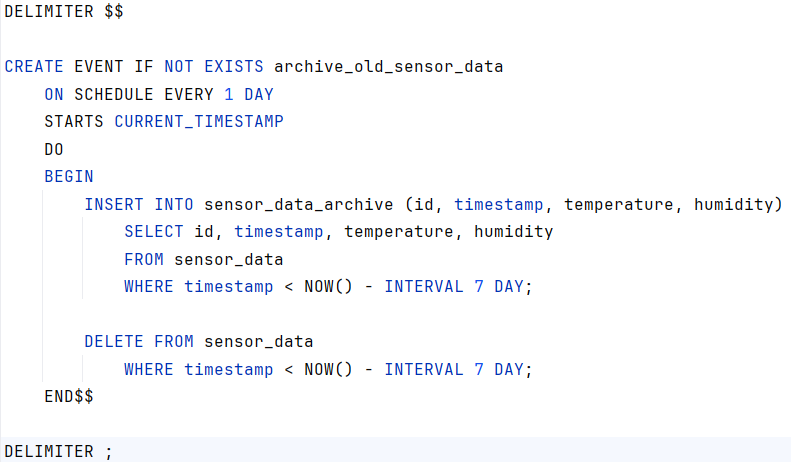 DELIMITER $$
CREATE EVENT IF NOT EXISTS archive_old_sensor_data
ON SCHEDULE EVERY 1 DAY
STARTS CURRENT_TIMESTAMP
DO
BEGIN
INSERT INTO sensor_data_archive (id, timestamp, temperature, humidity)
SELECT id, timestamp, temperature, humidity
FROM sensor_data
WHERE timestamp < NOW() - INTERVAL 7 DAY;
DELETE FROM sensor_data
WHERE timestamp < NOW() - INTERVAL 7 DAY;
END$$
DELIMITER ;